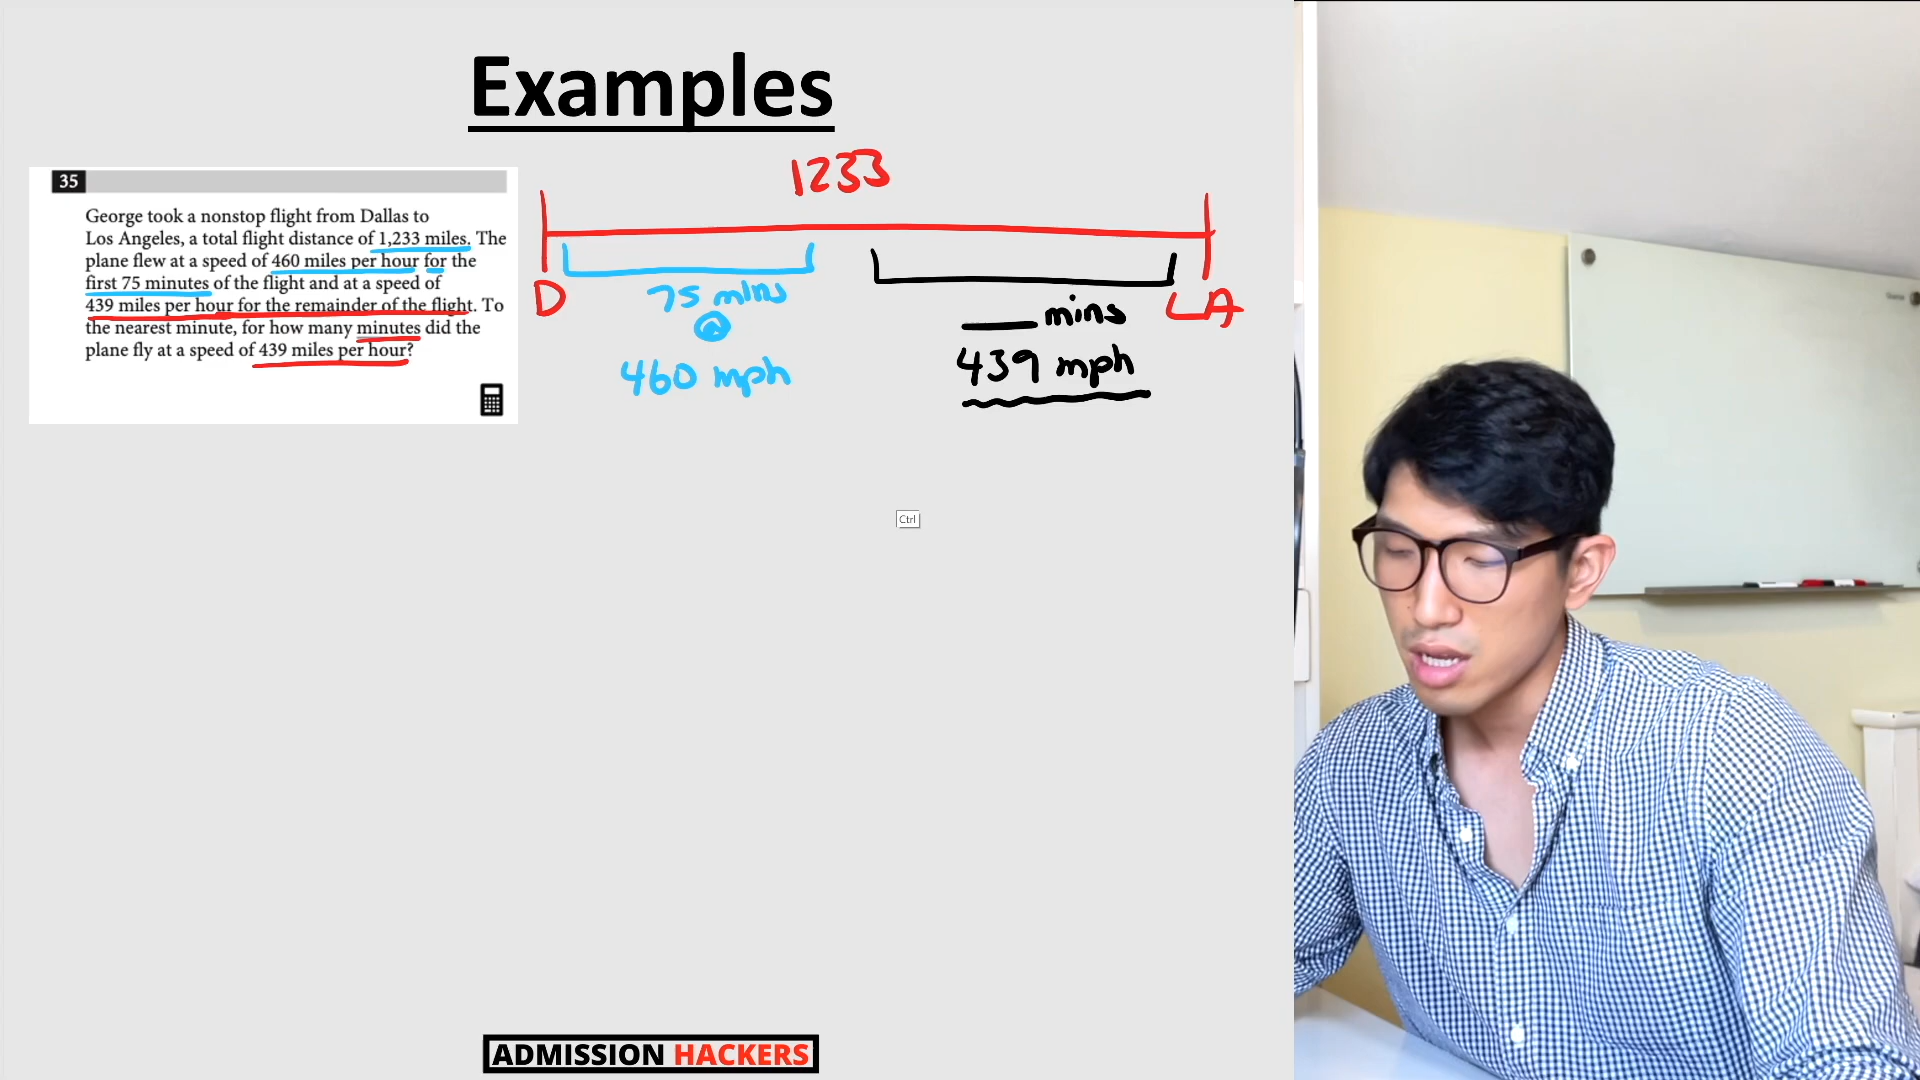 Examples
1233
35
George took a nonstop flight from Dallas to
Los Angeles, a total flight distance of 1,233 miles. The
plane flew at a speed of 460 miles per hour for the
first 75 minutes of the flight and at a speed of
439 miles per hour for the remainder of the flight. To
the nearest minute, for how many minutes did the
plane fly at a speed of 439 miles per hour?
D
75 mins
@
460 mph
___ mins
439 mph
LA
Ctrl
ADMISSION HACKERS